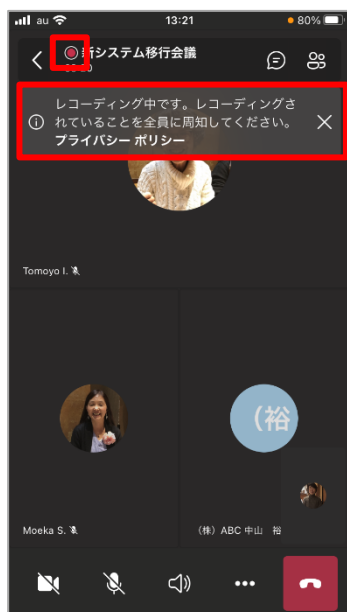 au 13:21 80%
新システム移行会議
レコーディング中です。レコーディングさ
れていることを全員に周知してください。
プライバシー ポリシー
Tomoyo I.
(裕
Moeka S.
(株) ABC 中山 裕